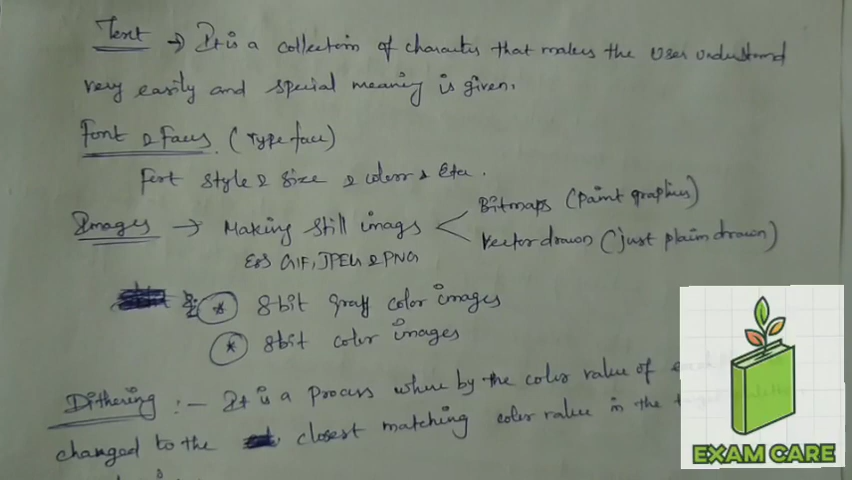 Text → It is a collection of characters that makes the user understand
very easily and special meaning is given.
Font & Faces. (Type face)
Font style & size & color & etc.
Images → Making still images < Bitmaps (paint graphics)
Vector drawn (just plain drawn)
Eg GIF, JPEG & PNG
* 8-bit gray color images
* 8bit color images
Dithering :- It is a process where by the color value of
changed to the closest matching color value in the
EXAM CARE